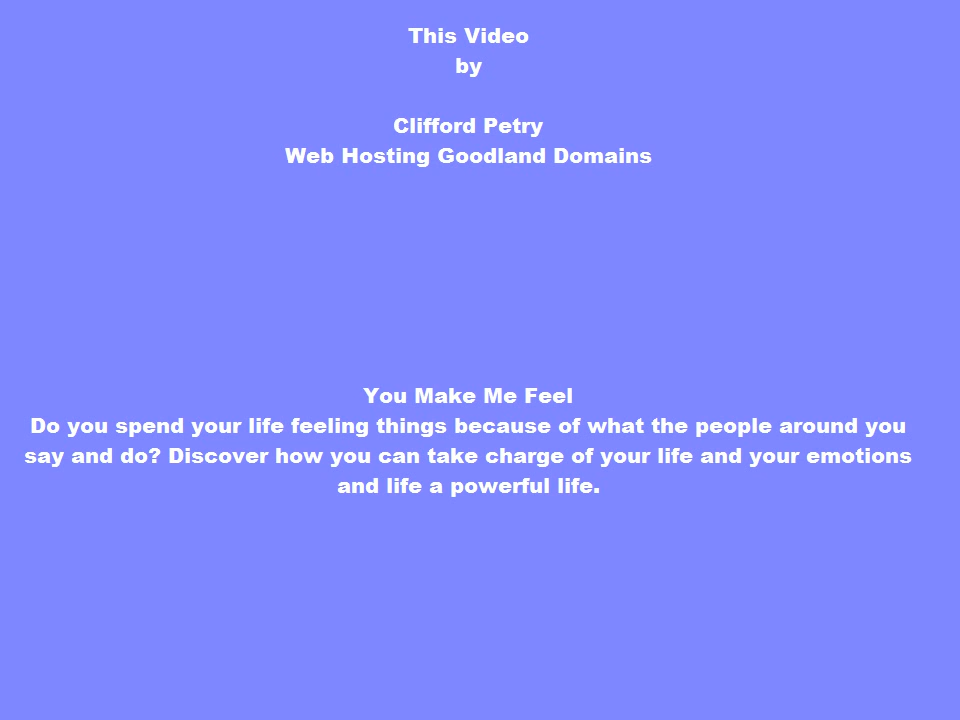 This Video
by
Clifford Petry
Web Hosting Goodland Domains
You Make Me Feel
Do you spend your life feeling things because of what the people around you
say and do? Discover how you can take charge of your life and your emotions
and life a powerful life.